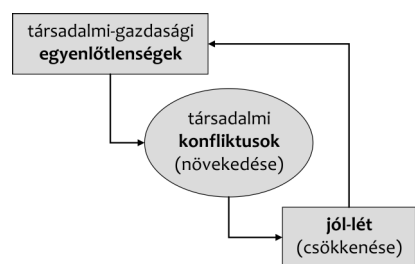 társadalmi-gazdasági
egyenlőtlenségek
társadalmi
konfliktusok
(növekedése)
jól-lét
(csökkenése)